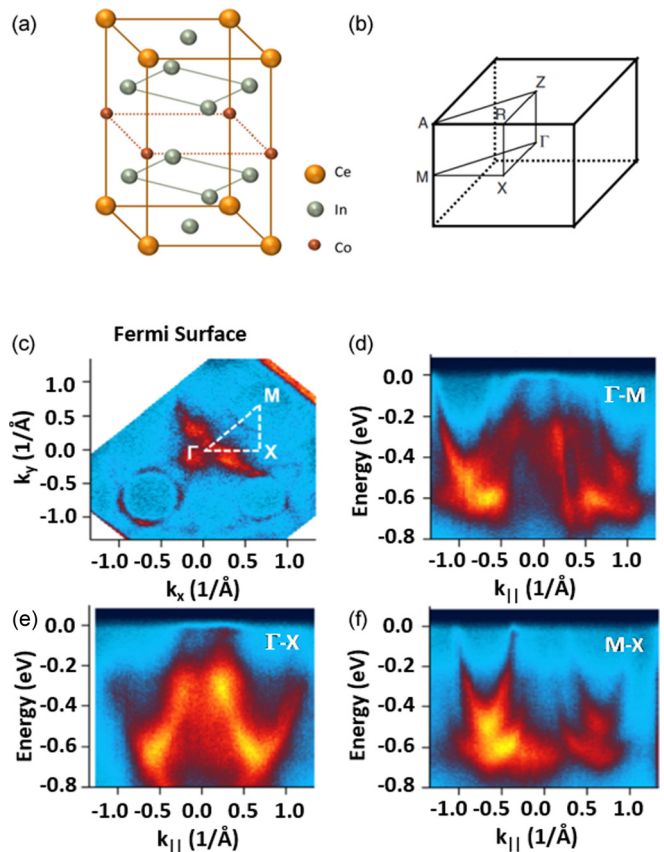 (a)
Ce
In
Co
(b)
Z
A
R
Γ
M
X
(c)
Fermi Surface
1.0
0.5
0.0
-0.5
-1.0
k_y (1/Å)
M
Γ
X
-1.0 -0.5 0.0 0.5 1.0
k_x (1/Å)
(d)
Γ-M
0.0
-0.2
-0.4
-0.6
-0.8
Energy (eV)
-1.0 -0.5 0.0 0.5 1.0
k_|| (1/Å)
(e)
Γ-X
0.0
-0.2
-0.4
-0.6
-0.8
Energy (eV)
-1.0 0.0 1.0
k_|| (1/Å)
(f)
M-X
0.0
-0.2
-0.4
-0.6
-0.8
Energy (eV)
-1.0 -0.5 0.0 0.5 1.0
k_|| (1/Å)